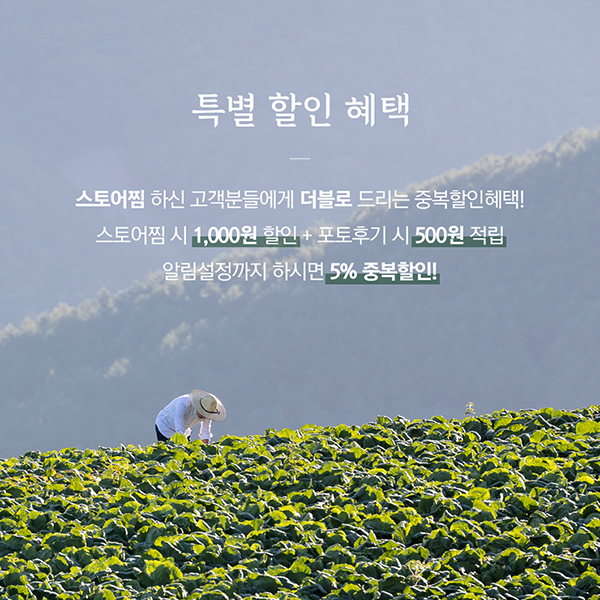 특별 할인 혜택
스토어찜 하신 고객분들에게 더블로 드리는 중복할인혜택!
스토어찜 시 1,000원 할인 + 포토후기 시 500원 적립
알림설정까지 하시면 5% 중복할인!